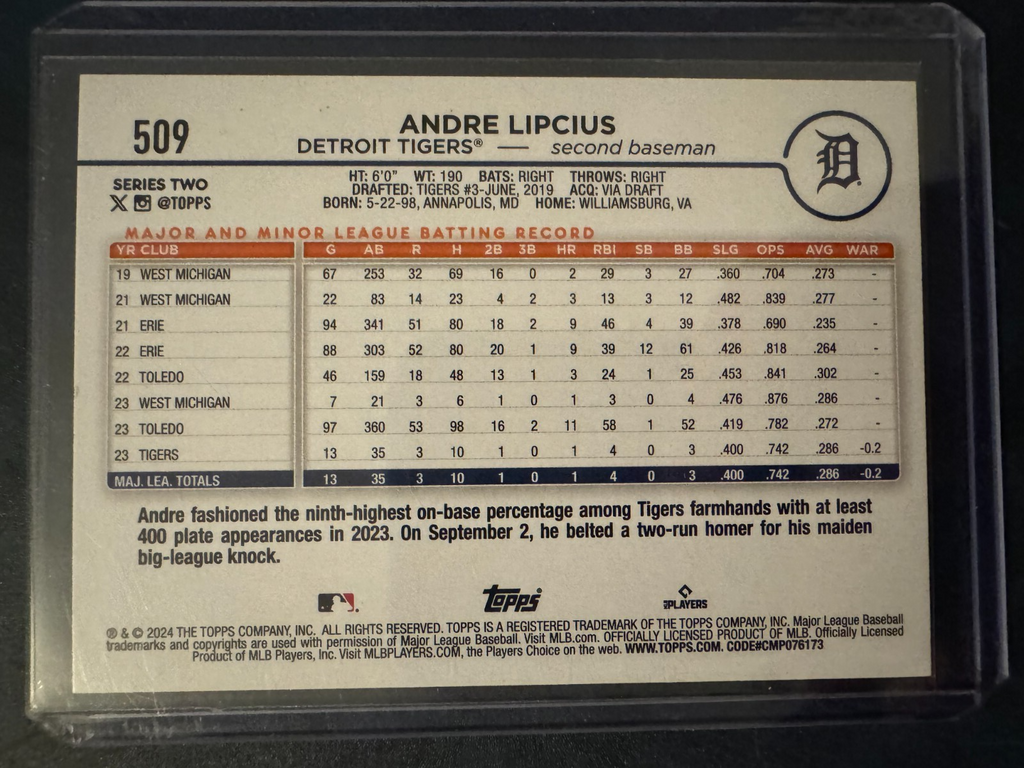 509
ANDRE LIPCIUS
DETROIT TIGERS® — second baseman
D
SERIES TWO
X @TOPPS
HT: 6'0" WT: 190 BATS: RIGHT THROWS: RIGHT
DRAFTED: TIGERS #3-JUNE, 2019 ACQ: VIA DRAFT
BORN: 5-22-98, ANNAPOLIS, MD HOME: WILLIAMSBURG, VA
MAJOR AND MINOR LEAGUE BATTING RECORD
YR CLUB G AB R H 2B 3B HR RBI SB BB SLG OPS AVG WAR
19 WEST MICHIGAN 67 253 32 69 16 0 2 29 3 27 .360 .704 .273 -
21 WEST MICHIGAN 22 83 14 23 4 2 3 13 3 12 .482 .839 .277 -
21 ERIE 94 341 51 80 18 2 9 46 4 39 .378 .690 .235 -
22 ERIE 88 303 52 80 20 1 9 39 12 61 .426 .818 .264 -
22 TOLEDO 46 159 18 48 13 1 3 24 1 25 .453 .841 .302 -
23 WEST MICHIGAN 7 21 3 6 1 0 1 3 0 4 .476 .876 .286 -
23 TOLEDO 97 360 53 98 16 2 11 58 1 52 .419 .782 .272 -
23 TIGERS 13 35 3 10 1 0 1 4 0 3 .400 .742 .286 -0.2
MAJ. LEA. TOTALS 13 35 3 10 1 0 1 4 0 3 .400 .742 .286 -0.2
Andre fashioned the ninth-highest on-base percentage among Tigers farmhands with at least
400 plate appearances in 2023. On September 2, he belted a two-run homer for his maiden
big-league knock.
topps
MLB PLAYERS
® & © 2024 THE TOPPS COMPANY, INC. ALL RIGHTS RESERVED. TOPPS IS A REGISTERED TRADEMARK OF THE TOPPS COMPANY, INC. Major League Baseball
trademarks and copyrights are used with permission of Major League Baseball. Visit MLB.com. OFFICIALLY LICENSED PRODUCT OF MLB. Officially Licensed
Product of MLB Players, Inc. Visit MLBPLAYERS.COM, the Players Choice on the web. WWW.TOPPS.COM. CODE#CMP076173